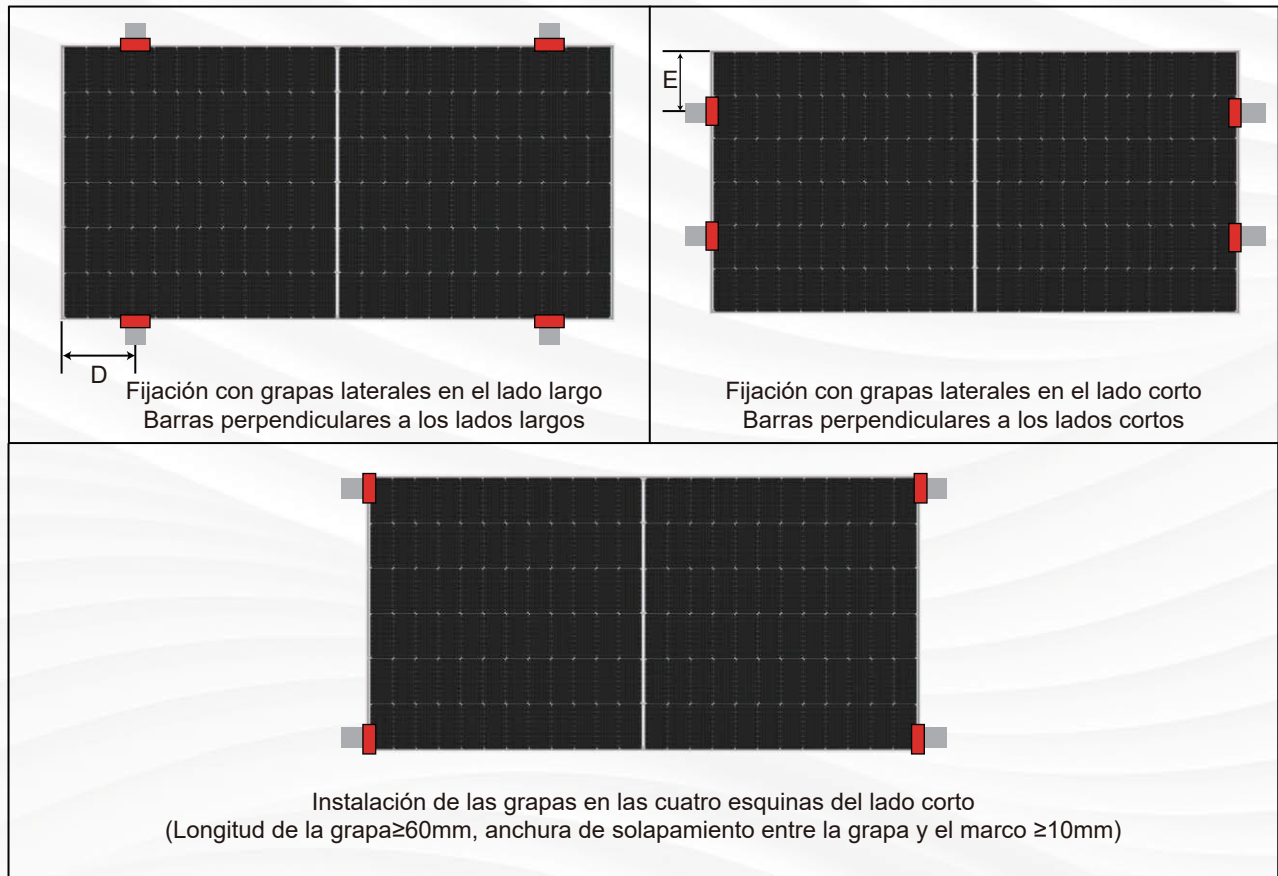 D
Fijación con grapas laterales en el lado largo
Barras perpendiculares a los lados largos
E
Fijación con grapas laterales en el lado corto
Barras perpendiculares a los lados cortos
Instalación de las grapas en las cuatro esquinas del lado corto
(Longitud de la grapa≥60mm, anchura de solapamiento entre la grapa y el marco ≥10mm)